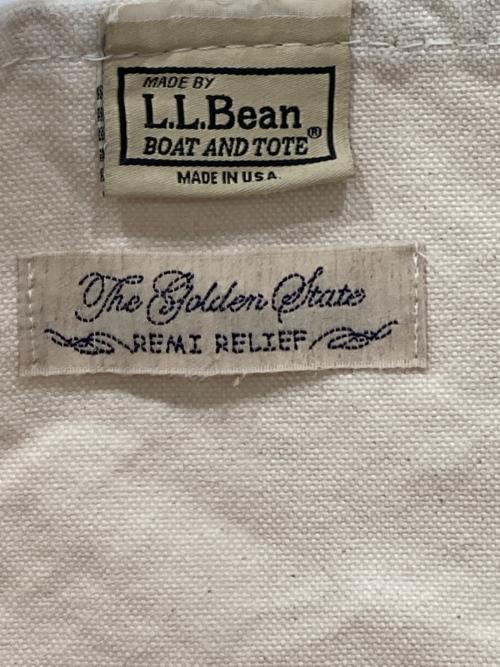 MADE BY
L.L.Bean®
BOAT AND TOTE
MADE IN U S A.
The Golden State
REMI RELIEF